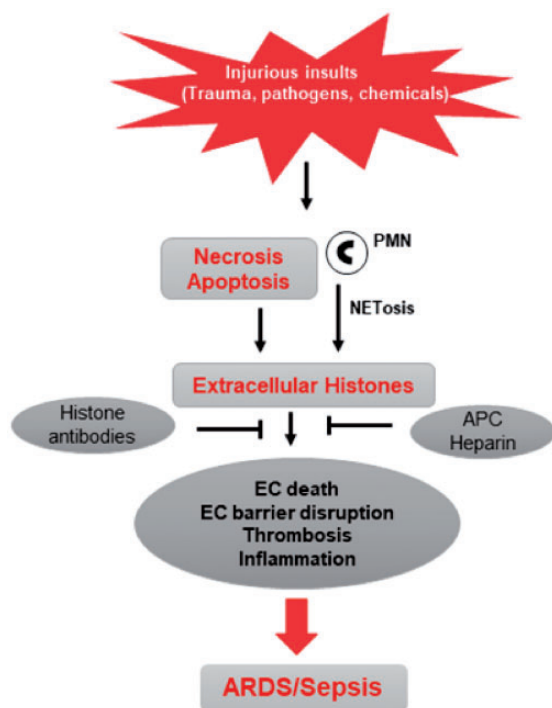 Injurious insults
(Trauma, pathogens, chemicals)
Necrosis
Apoptosis
PMN
NETosis
Extracellular Histones
Histone
antibodies
APC
Heparin
EC death
EC barrier disruption
Thrombosis
Inflammation
ARDS/Sepsis